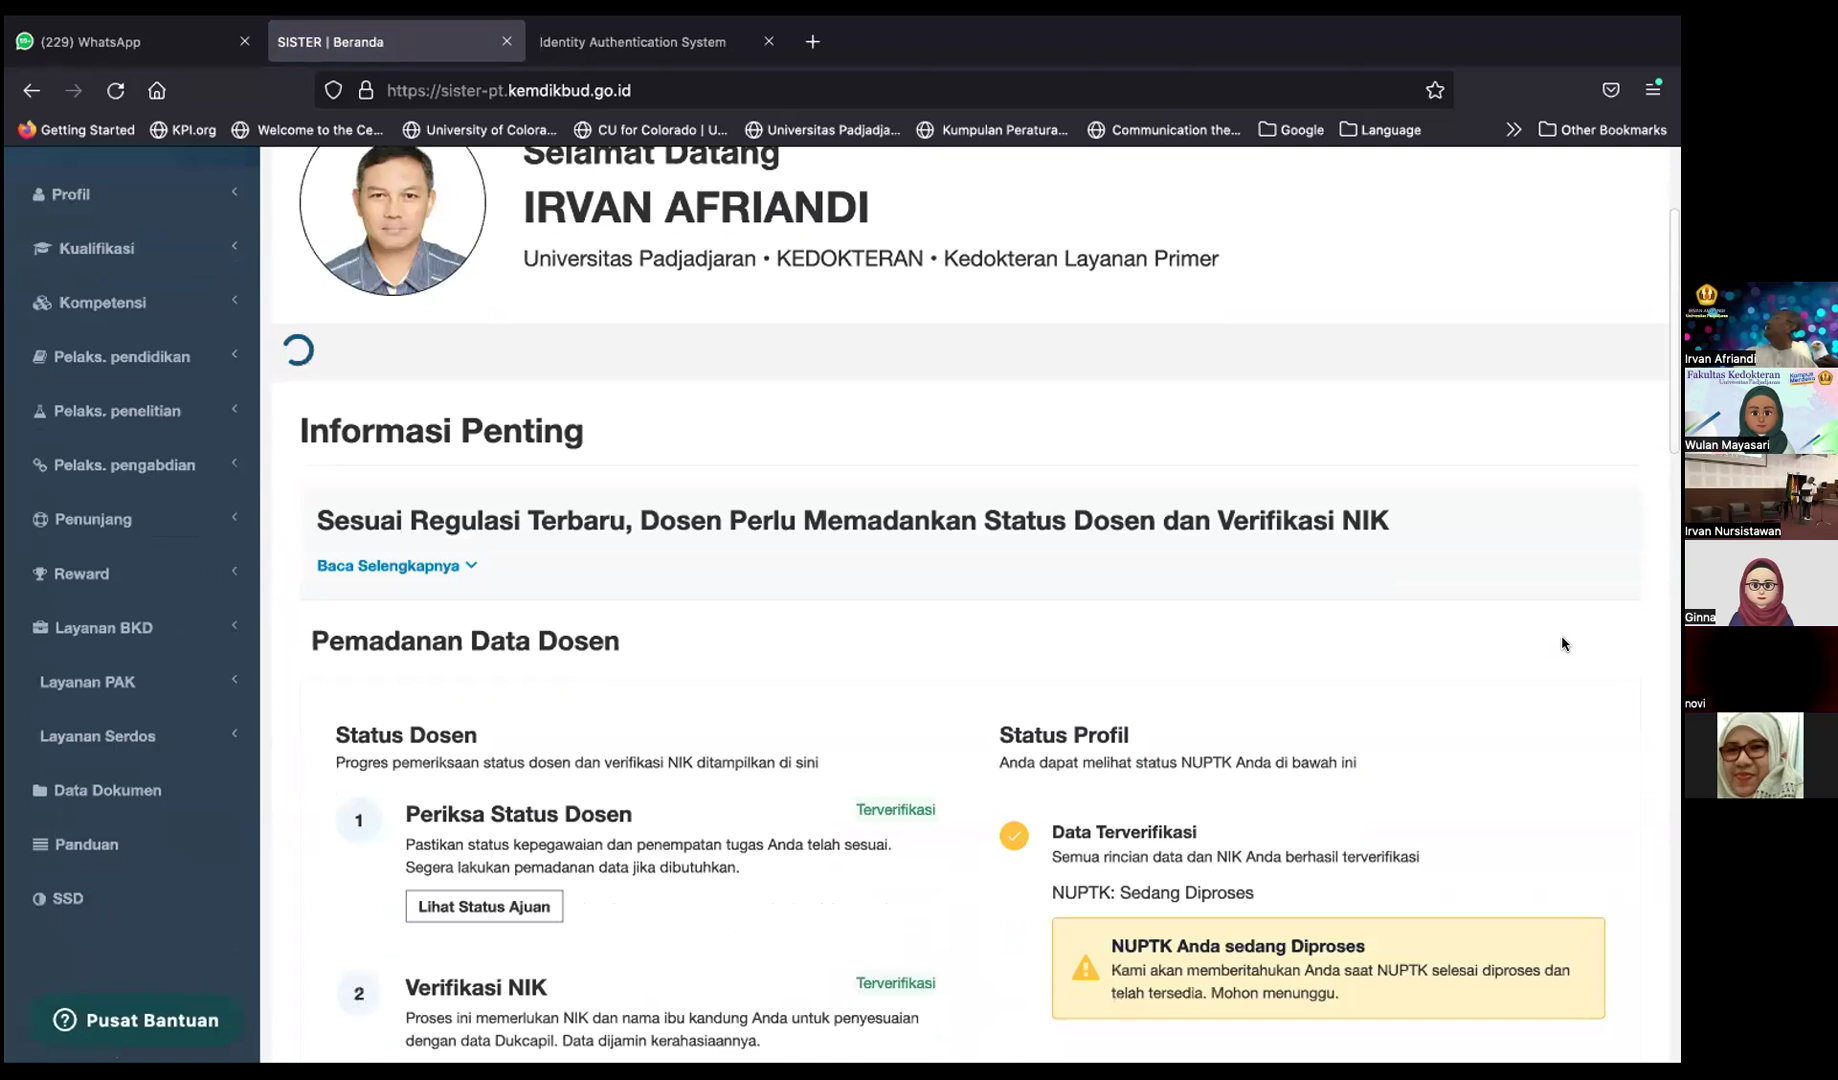 (229) WhatsApp
SISTER | Beranda
Identity Authentication System
https://sister-pt.kemdikbud.go.id
Getting Started
KPI.org
Welcome to the Ce...
University of Colora...
CU for Colorado | U...
Universitas Padjadja...
Kumpulan Peratura...
Communication the...
Google
Language
Other Bookmarks
Profil
Kualifikasi
Kompetensi
Pelaks. pendidikan
Pelaks. penelitian
Pelaks. pengabdian
Penunjang
Reward
Layanan BKD
Layanan PAK
Layanan Serdos
Data Dokumen
Panduan
SSD
Pusat Bantuan
Selamat Datang
IRVAN AFRIANDI
Universitas Padjadjaran • KEDOKTERAN • Kedokteran Layanan Primer
Informasi Penting
Sesuai Regulasi Terbaru, Dosen Perlu Memadankan Status Dosen dan Verifikasi NIK
Baca Selengkapnya
Pemadanan Data Dosen
Status Dosen
Progres pemeriksaan status dosen dan verifikasi NIK ditampilkan di sini
1
Periksa Status Dosen
Terverifikasi
Pastikan status kepegawaian dan penempatan tugas Anda telah sesuai.
Segera lakukan pemadanan data jika dibutuhkan.
Lihat Status Ajuan
2
Verifikasi NIK
Terverifikasi
Proses ini memerlukan NIK dan nama ibu kandung Anda untuk penyesuaian
dengan data Dukcapil. Data dijamin kerahasiaannya.
Status Profil
Anda dapat melihat status NUPTK Anda di bawah ini
Data Terverifikasi
Semua rincian data dan NIK Anda berhasil terverifikasi
NUPTK: Sedang Diproses
NUPTK Anda sedang Diproses
Kami akan memberitahukan Anda saat NUPTK selesai diproses dan
telah tersedia. Mohon menunggu.
Irvan Afriandi
Fakultas Kedokteran
Universitas Padjadjaran
Wulan Mayasari
Irvan Nursistawan
Ginna
novi